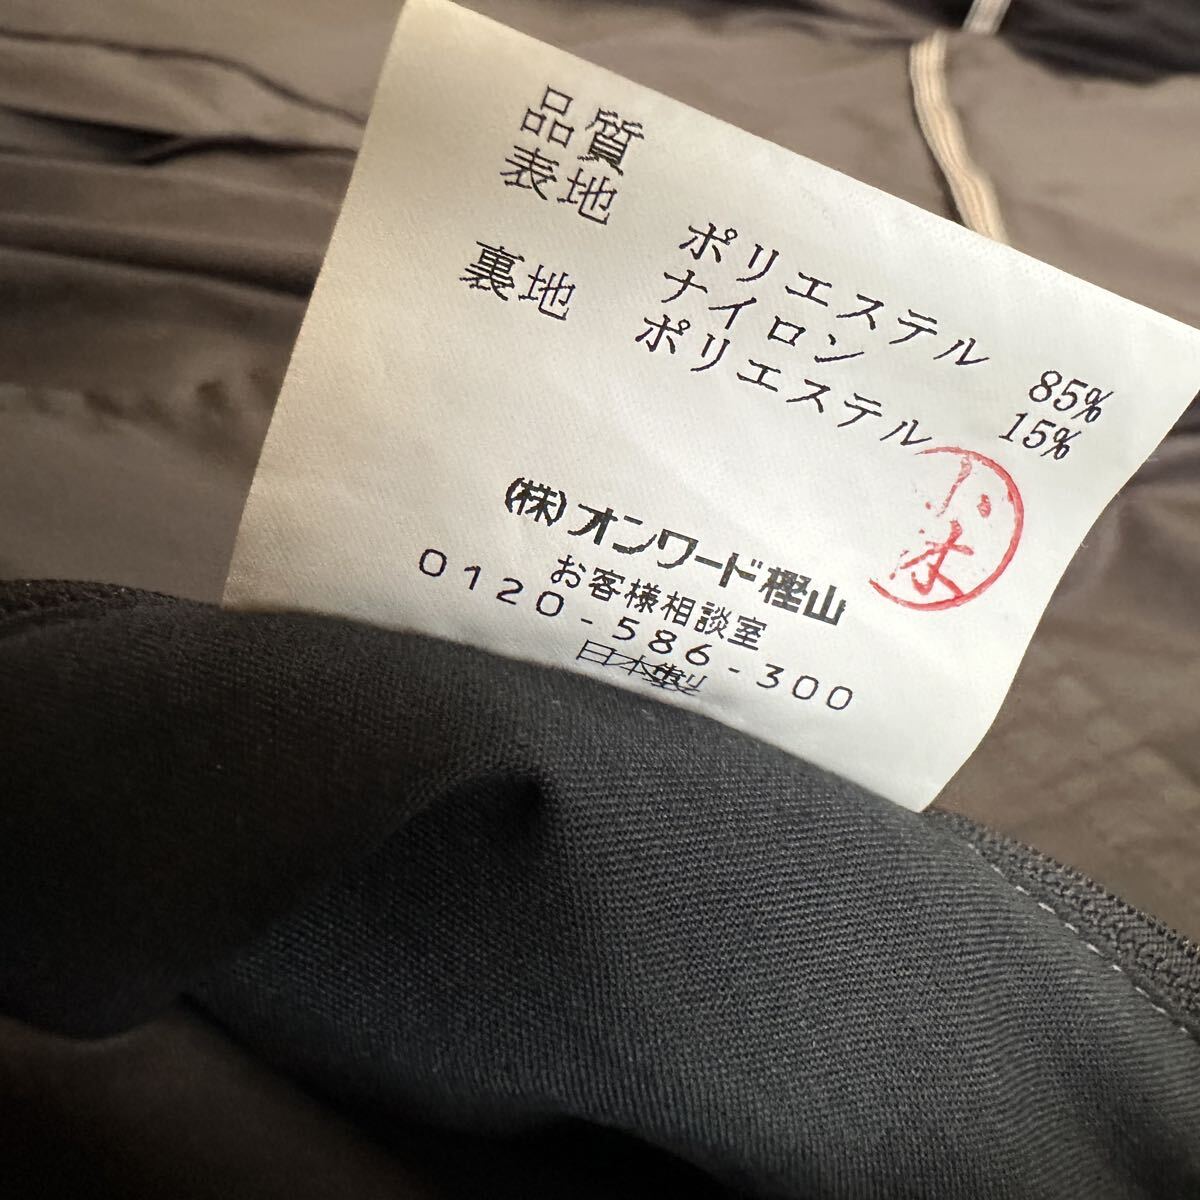 品質
表地 ポリエステル 85%
ナイロン 15%
裏地 ポリエステル
(株)オンワード樫山
お客様相談室
0120-586-300
日本製